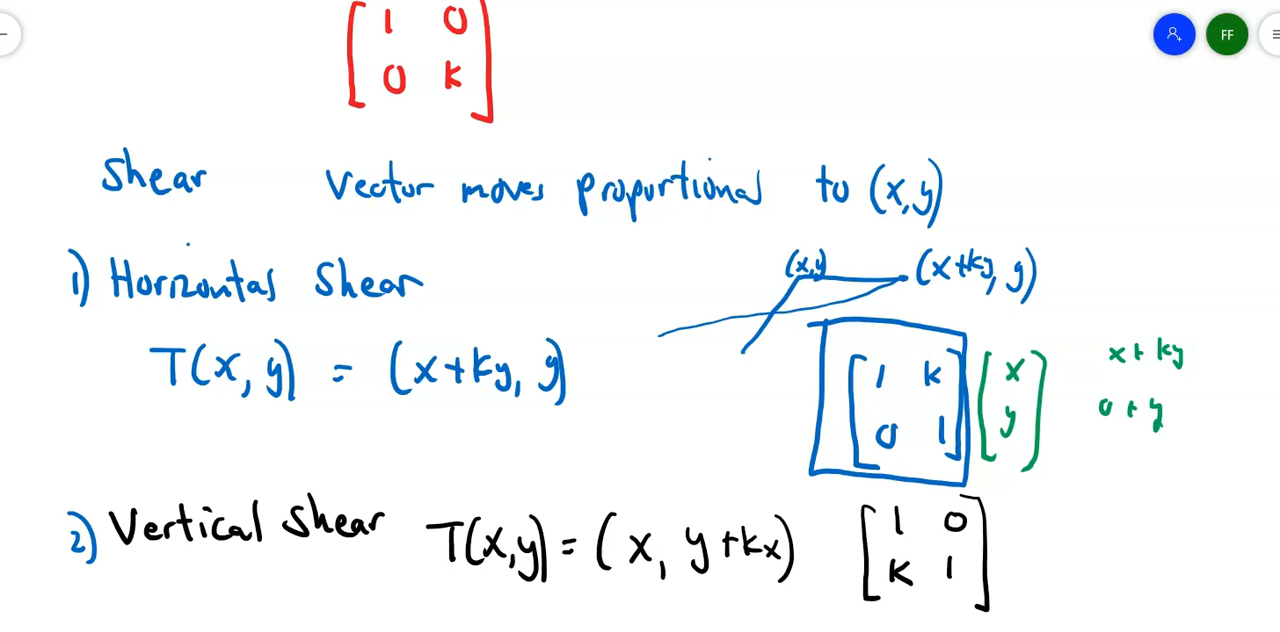 FF
[1 0
0 k]
Shear vector moves proportional to (x,y)
1) Horizontas Shear (x,y) (x+ky, y)
T(x,y) = (x+ky, y) [1 k
0 1] [x
y] x+ky
0+y
2) Vertical Shear T(x,y) = (x, y+kx) [1 0
k 1]